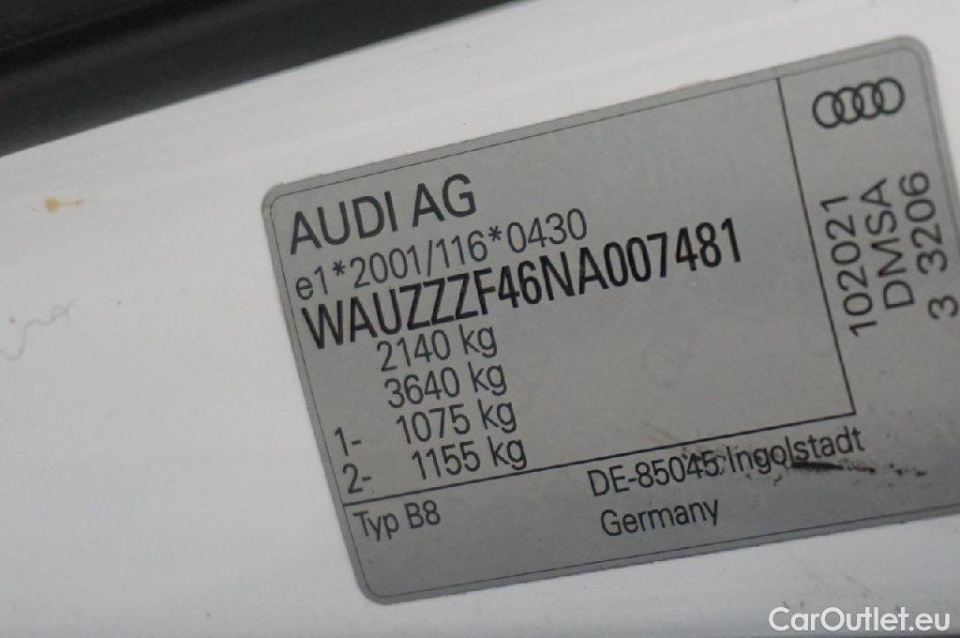 AUDI AG
e1*2001/116*0430
WAUZZZF46NA007481
2140 kg
3640 kg
1- 1075 kg
2- 1155 kg
Typ B8
DE-85045 Ingolstadt
Germany
102021
DMSA
3 3206
CarOutlet.eu